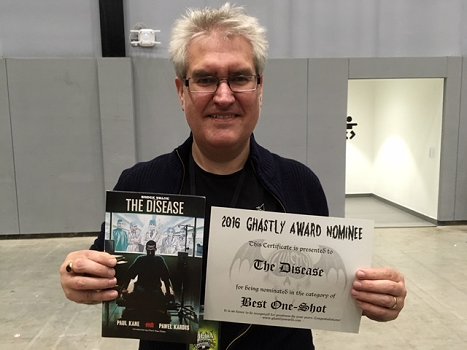 THE DISEASE
PAUL KANE AND PAWEL KARDIS
2016 GHASTLY AWARD NOMINEE
This Certificate is presented to
The Disease
for being nominated in the category of
Best One-Shot